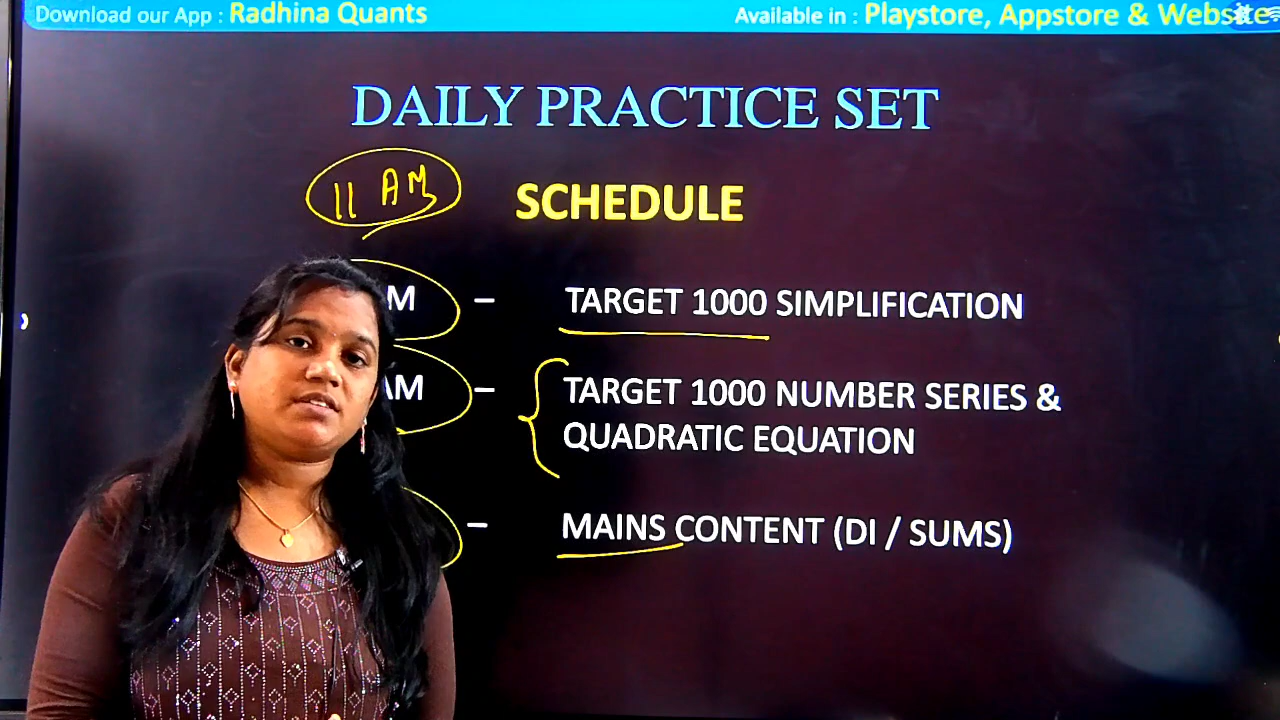 Download our App : Radhina Quants
Available in : Playstore, Appstore & Website
DAILY PRACTICE SET
11 AM
SCHEDULE
M – TARGET 1000 SIMPLIFICATION
AM – TARGET 1000 NUMBER SERIES &
QUADRATIC EQUATION
– MAINS CONTENT (DI / SUMS)